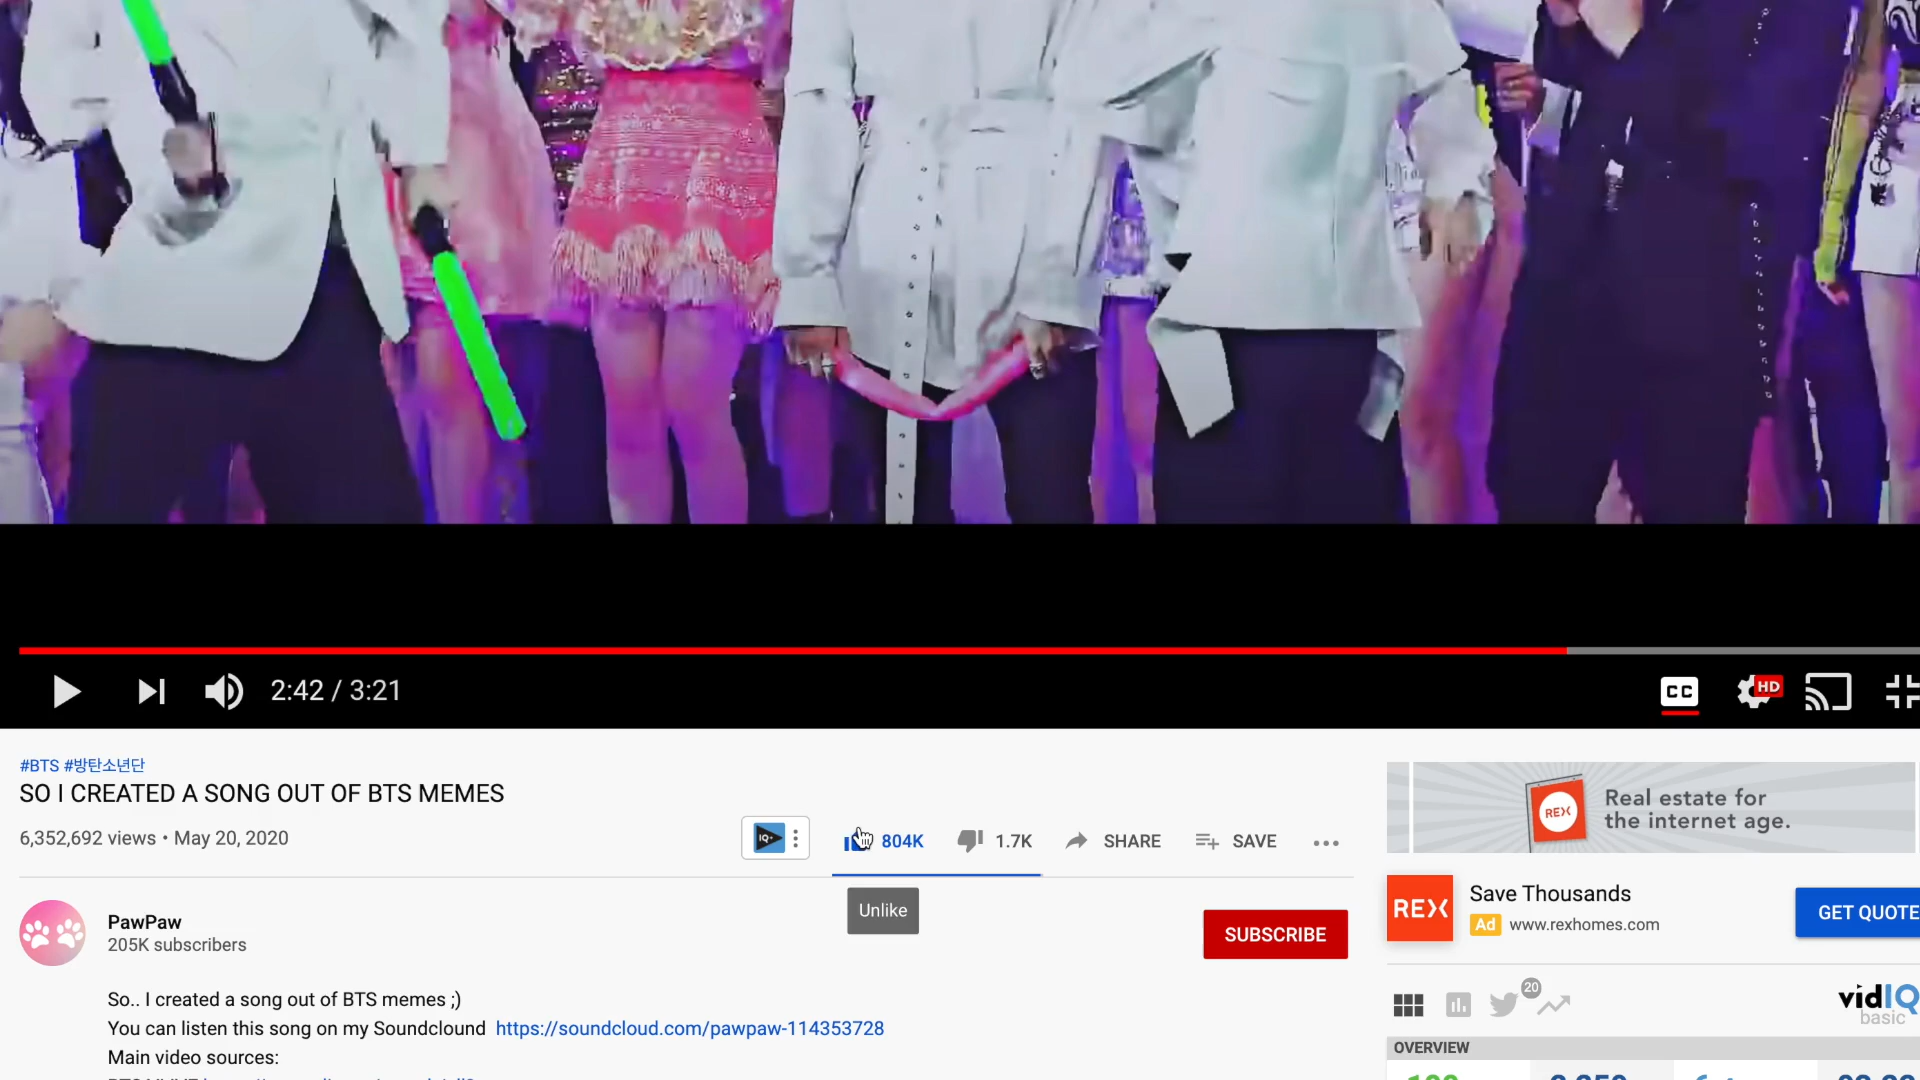 2:42 / 3:21
CC
HD
#BTS #방탄소년단
SO I CREATED A SONG OUT OF BTS MEMES
6,352,692 views • May 20, 2020
IQ+
804K
1.7K
SHARE
SAVE
Unlike
PawPaw
205K subscribers
SUBSCRIBE
So.. I created a song out of BTS memes ;)
You can listen this song on my Soundclound https://soundcloud.com/pawpaw-114353728
Main video sources:
REX
Real estate for
the internet age.
REX
Save Thousands
Ad www.rexhomes.com
GET QUOTE
20
vidIQ
basic
OVERVIEW